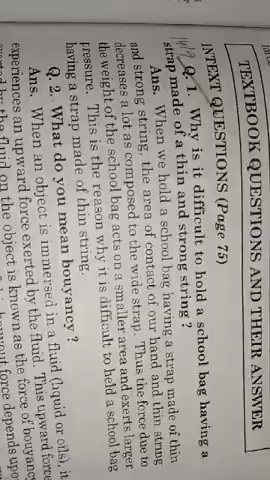 TEXTBOOK QUESTIONS AND THEIR ANSWER
INTEXT QUESTIONS (Page 75)
Q. 1. Why is it difficult to hold a school bag having a
strap made of a thin and strong string ?
Ans. When we hold a school bag having a strap made of thin
and strong string, the area of contact of our hand and thin string
decreases a lot as composed to the wide strap. Thus the force due to
the weight of the school bag acts on a smaller area and exerts larger
pressure. This is the reason why it is difficult to held a school bag
having a strap made of thin string.
Q. 2. What do you mean bouyancy ?
Ans. When an object is immersed in a fluid (liquid or oils), it
experiences an upward force exerted by the fluid. This upward force
the fluid on the object is known as the force of bouyancy
force depends upo